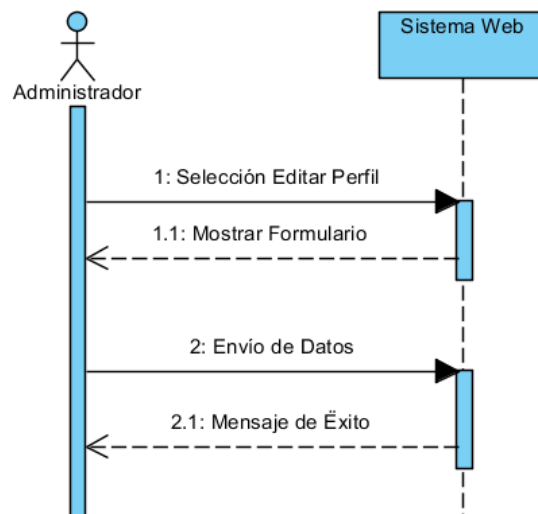 Sistema Web
Administrador
1: Selección Editar Perfil
1.1: Mostrar Formulario
2: Envío de Datos
2.1: Mensaje de Ëxito